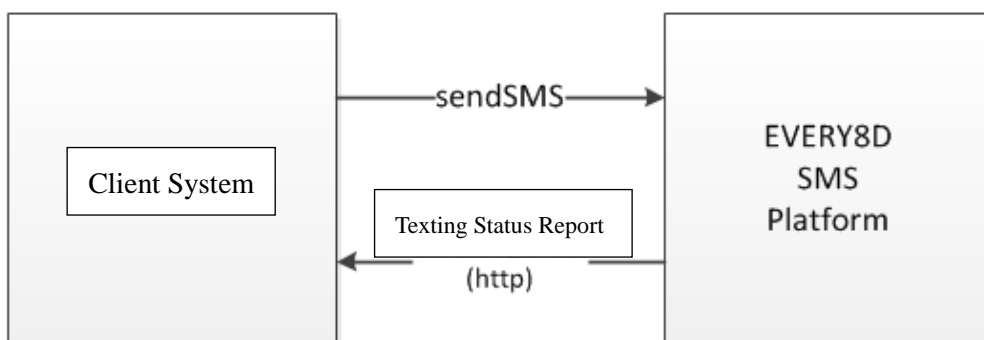 sendSMS
Client System
EVERY8D
SMS
Platform
Texting Status Report
(http)